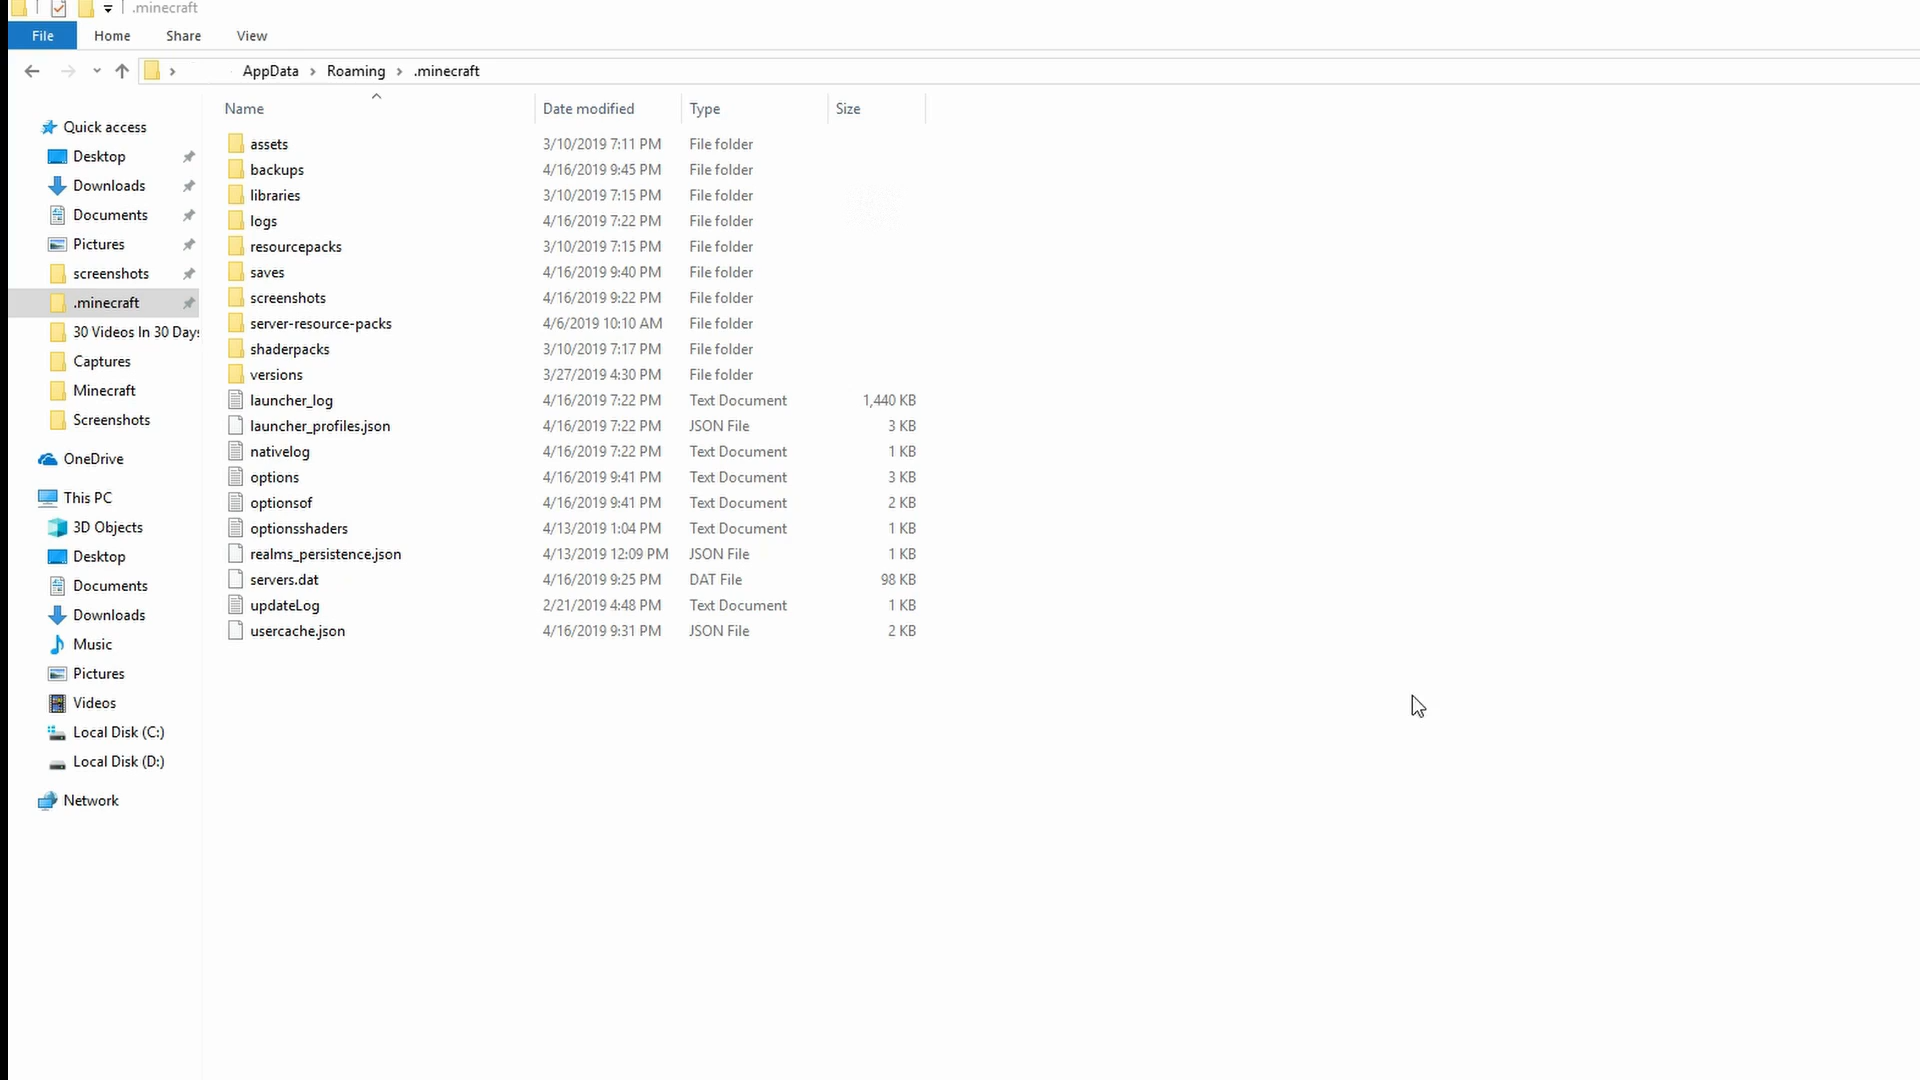 .minecraft
File Home Share View
AppData Roaming .minecraft
Name Date modified Type Size
Quick access
Desktop
Downloads
Documents
Pictures
screenshots
.minecraft
30 Videos In 30 Days
Captures
Minecraft
Screenshots
OneDrive
This PC
3D Objects
Desktop
Documents
Downloads
Music
Pictures
Videos
Local Disk (C:)
Local Disk (D:)
Network
assets 3/10/2019 7:11 PM File folder
backups 4/16/2019 9:45 PM File folder
libraries 3/10/2019 7:15 PM File folder
logs 4/16/2019 7:22 PM File folder
resourcepacks 3/10/2019 7:15 PM File folder
saves 4/16/2019 9:40 PM File folder
screenshots 4/16/2019 9:22 PM File folder
server-resource-packs 4/6/2019 10:10 AM File folder
shaderpacks 3/10/2019 7:17 PM File folder
versions 3/27/2019 4:30 PM File folder
launcher_log 4/16/2019 7:22 PM Text Document 1,440 KB
launcher_profiles.json 4/16/2019 7:22 PM JSON File 3 KB
nativelog 4/16/2019 7:22 PM Text Document 1 KB
options 4/16/2019 9:41 PM Text Document 3 KB
optionsof 4/16/2019 9:41 PM Text Document 2 KB
optionsshaders 4/13/2019 1:04 PM Text Document 1 KB
realms_persistence.json 4/13/2019 12:09 PM JSON File 1 KB
servers.dat 4/16/2019 9:25 PM DAT File 98 KB
updateLog 2/21/2019 4:48 PM Text Document 1 KB
usercache.json 4/16/2019 9:31 PM JSON File 2 KB